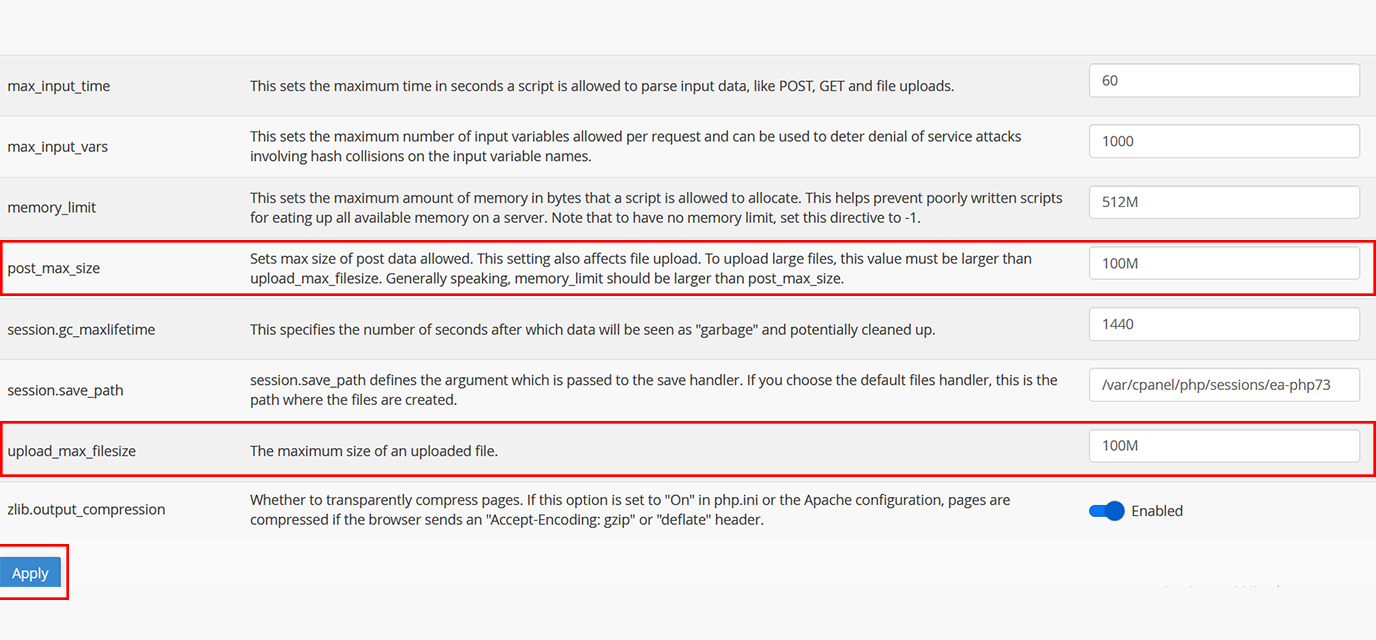 max_input_time
This sets the maximum time in seconds a script is allowed to parse input data, like POST, GET and file uploads.
60
max_input_vars
This sets the maximum number of input variables allowed per request and can be used to deter denial of service attacks
involving hash collisions on the input variable names.
1000
memory_limit
This sets the maximum amount of memory in bytes that a script is allowed to allocate. This helps prevent poorly written scripts
for eating up all available memory on a server. Note that to have no memory limit, set this directive to -1.
512M
post_max_size
Sets max size of post data allowed. This setting also affects file upload. To upload large files, this value must be larger than
upload_max_filesize. Generally speaking, memory_limit should be larger than post_max_size.
100M
session.gc_maxlifetime
This specifies the number of seconds after which data will be seen as "garbage" and potentially cleaned up.
1440
session.save_path
session.save_path defines the argument which is passed to the save handler. If you choose the default files handler, this is the
path where the files are created.
/var/cpanel/php/sessions/ea-php73
upload_max_filesize
The maximum size of an uploaded file.
100M
zlib.output_compression
Whether to transparently compress pages. If this option is set to "On" in php.ini or the Apache configuration, pages are
compressed if the browser sends an "Accept-Encoding: gzip" or "deflate" header.
Enabled
Apply